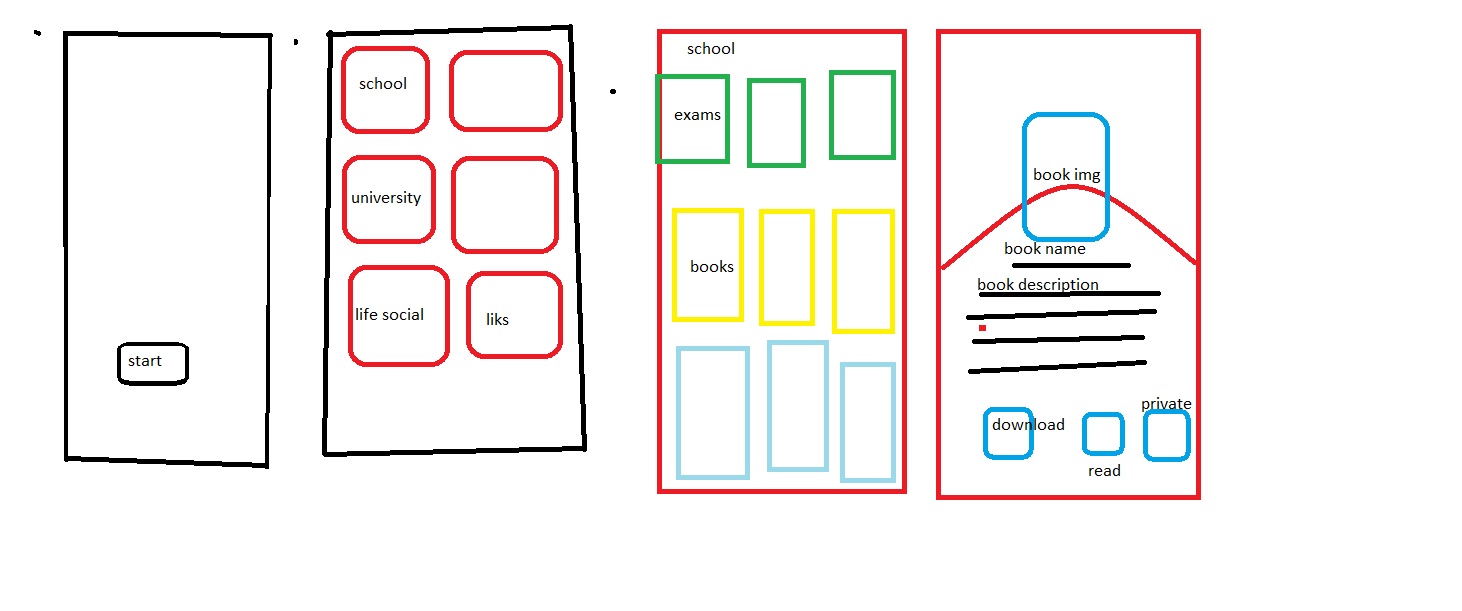 start
school
university
life social
liks
school
exams
books
book img
book name
book description
private
download
read